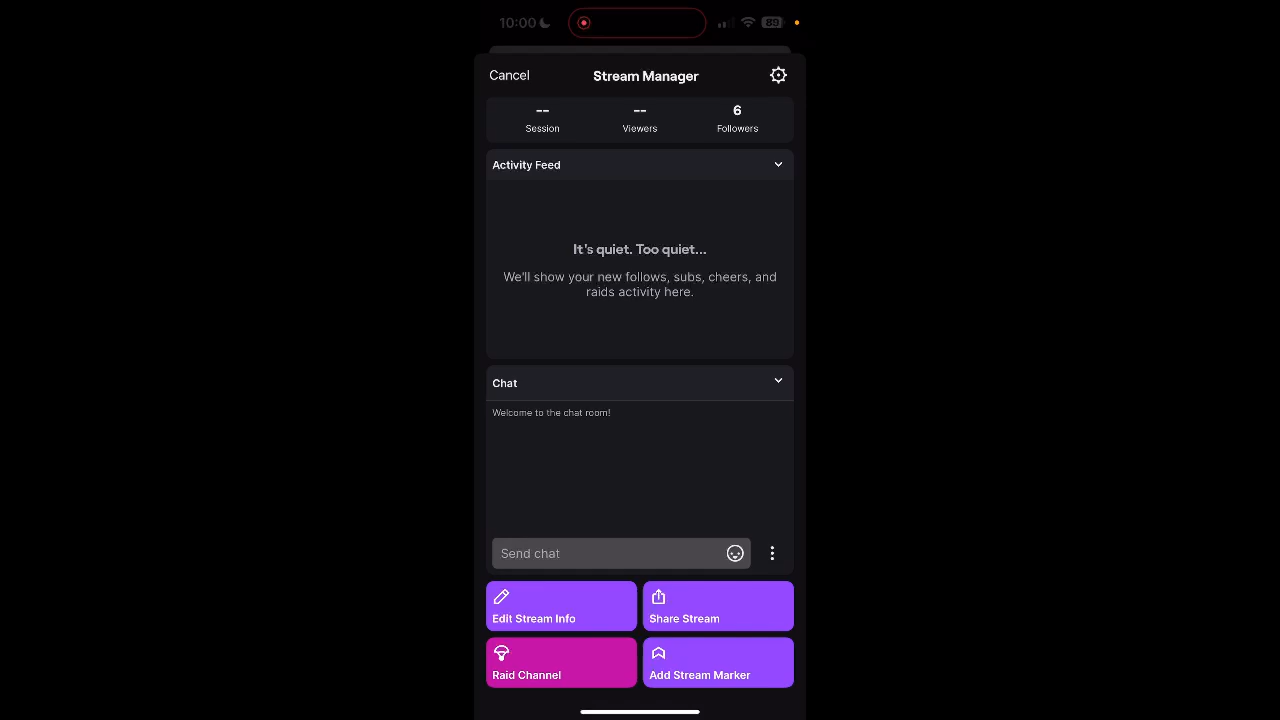 10:00
89
Cancel
Stream Manager
--
--
6
Session
Viewers
Followers
Activity Feed
It's quiet. Too quiet...
We'll show your new follows, subs, cheers, and
raids activity here.
Chat
Welcome to the chat room!
Send chat
Edit Stream Info
Share Stream
Raid Channel
Add Stream Marker